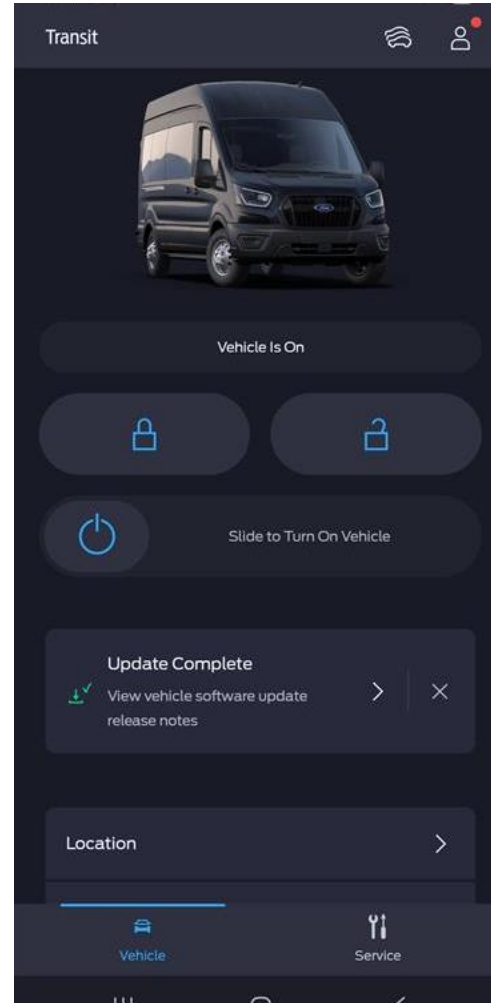 Transit
Vehicle Is On
Slide to Turn On Vehicle
Update Complete
View vehicle software update
release notes
Location
Vehicle
Service